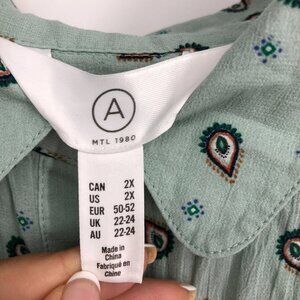 A
MTL 1980
CAN 2X
US 2X
EUR 50-52
UK 22-24
AU 22-24
Made in
China
Fabriqué en
Chine